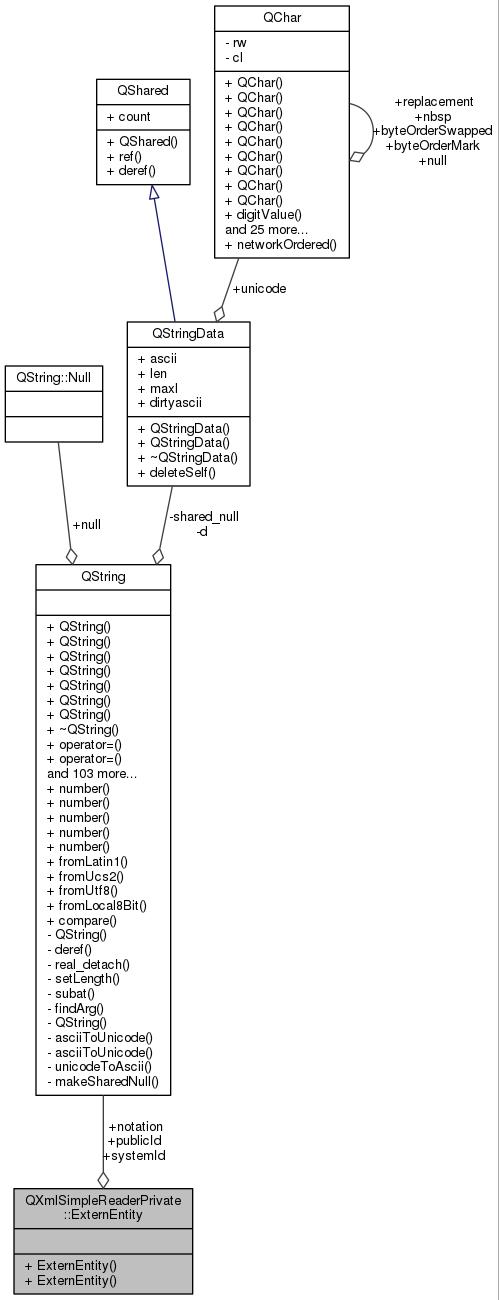 QChar
- rw
- cl
+ QChar()
+ QChar()
+ QChar()
+ QChar()
+ QChar()
+ QChar()
+ QChar()
+ QChar()
+ QChar()
+ digitValue()
and 25 more...
+ networkOrdered()
+replacement
+nbsp
+byteOrderSwapped
+byteOrderMark
+null
QShared
+ count
+ QShared()
+ ref()
+ deref()
+unicode
QStringData
+ ascii
+ len
+ maxl
+ dirtyascii
+ QStringData()
+ QStringData()
+ ~QStringData()
+ deleteSelf()
QString::Null
+null
-shared_null
-d
QString
+ QString()
+ QString()
+ QString()
+ QString()
+ QString()
+ QString()
+ QString()
+ ~QString()
+ operator=()
+ operator=()
and 103 more...
+ number()
+ number()
+ number()
+ number()
+ number()
+ fromLatin1()
+ fromUcs2()
+ fromUtf8()
+ fromLocal8Bit()
+ compare()
- QString()
- deref()
- real_detach()
- setLength()
- subat()
- findArg()
- QString()
- asciiToUnicode()
- asciiToUnicode()
- unicodeToAscii()
- makeSharedNull()
+notation
+publicId
+systemId
QXmlSimpleReaderPrivate
::ExternEntity
+ ExternEntity()
+ ExternEntity()